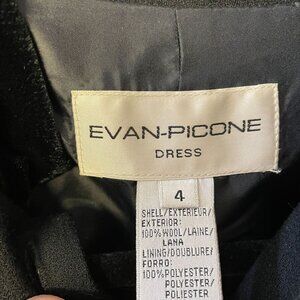 EVAN-PICONE
DRESS
4
SHELL/EXTERIEUR/
EXTERIOR:
100%WOOL/LAINE/
LANA
LINING/DOUBLURE/
FORRO:
100%POLYESTER/
POLYESTER/
POLIESTER